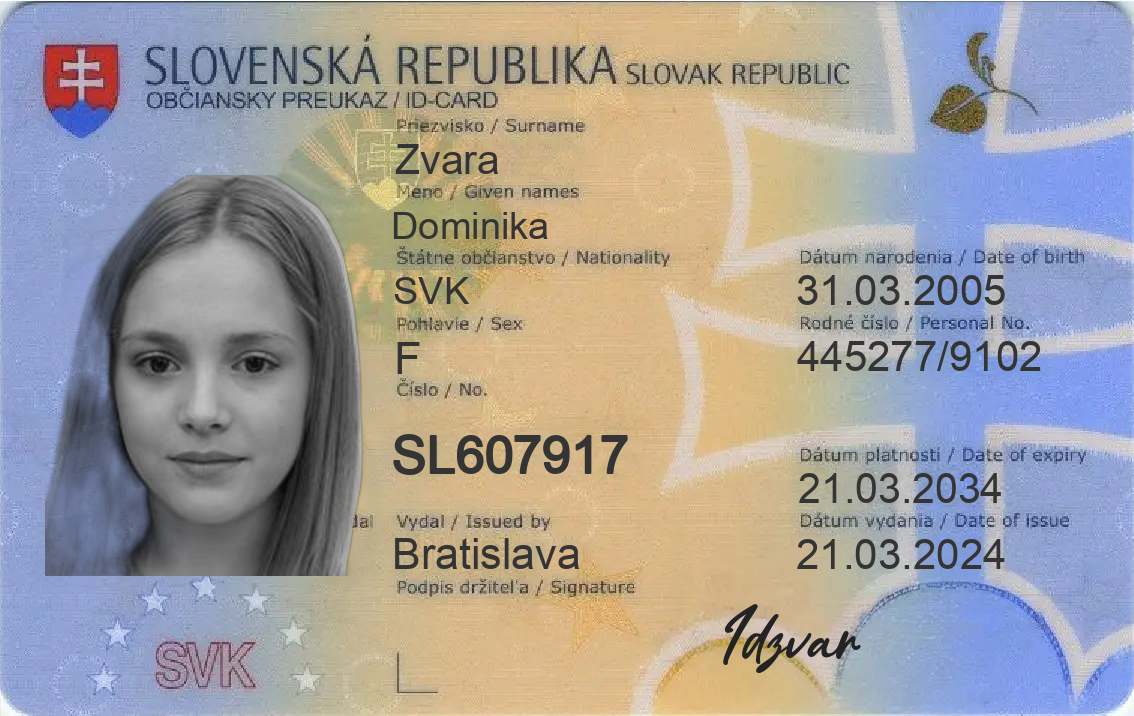 SLOVENSKÁ REPUBLIKA SLOVAK REPUBLIC
OBČIANSKY PREUKAZ / ID-CARD
Priezvisko / Surname
Zvara
Meno / Given names
Dominika
Štátne občianstvo / Nationality
SVK
Dátum narodenia / Date of birth
31.03.2005
Pohlavie / Sex
F
Rodné číslo / Personal No.
445277/9102
Číslo / No.
SL607917
Dátum platnosti / Date of expiry
21.03.2034
Vydal / Issued by
Bratislava
Dátum vydania / Date of issue
21.03.2024
Podpis držiteľa / Signature
Idzvar
SVK